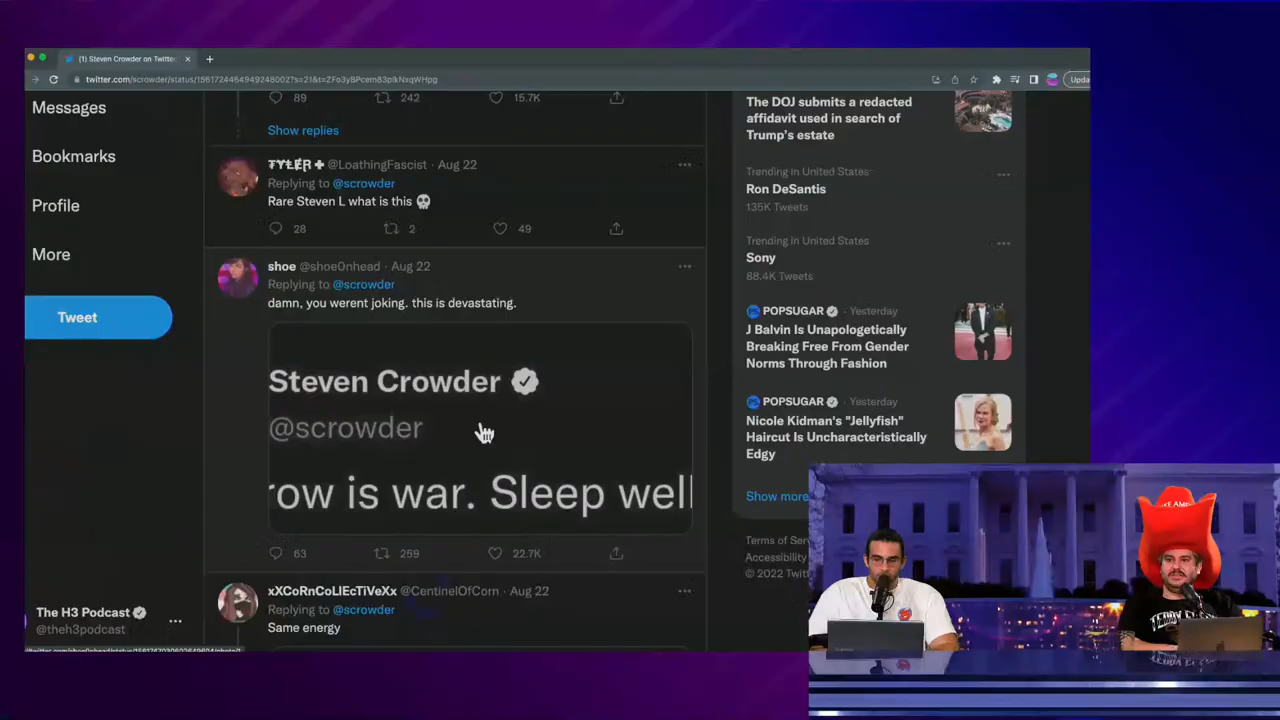 (1) Steven Crowder on Twitter:
twitter.com/scrowder/status/1561724464949248002?s=21&t=ZFo3y8Pcem83plkNxqWHpg
Upda
Messages
Bookmarks
Profile
More
Tweet
The H3 Podcast
@theh3podcast
89 242 15.7K
Show replies
ŦɎŁɆⱤ @LoathingFascist · Aug 22
Replying to @scrowder
Rare Steven L what is this 💀
28 2 49
shoe @shoe0nhead · Aug 22
Replying to @scrowder
damn, you werent joking. this is devastating.
Steven Crowder
@scrowder
row is war. Sleep well
63 259 22.7K
xXCoRnCoLlEcTiVeXx @CentinelOfCorn · Aug 22
Replying to @scrowder
Same energy
The DOJ submits a redacted
affidavit used in search of
Trump's estate
Trending in United States
Ron DeSantis
135K Tweets
Trending in United States
Sony
88.4K Tweets
POPSUGAR · Yesterday
J Balvin Is Unapologetically
Breaking Free From Gender
Norms Through Fashion
POPSUGAR · Yesterday
Nicole Kidman's "Jellyfish"
Haircut Is Uncharacteristically
Edgy
Show more
Terms of Serv
Accessibility
© 2022 Twitt